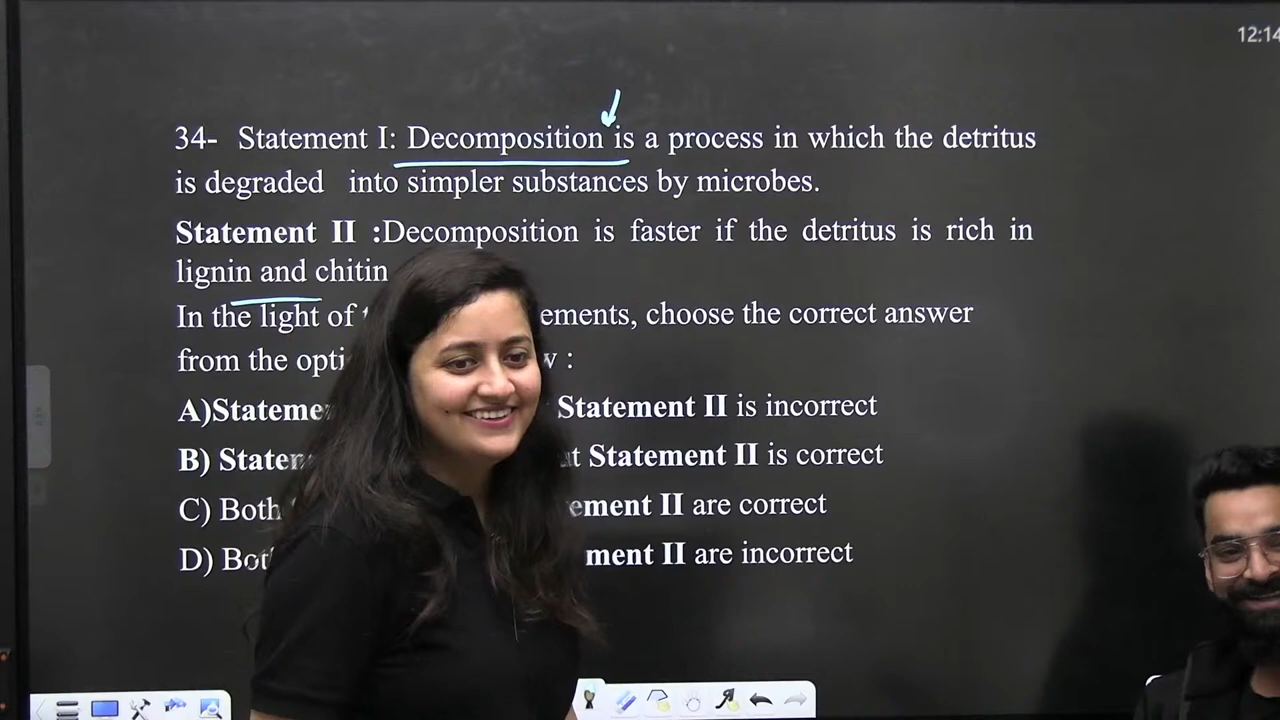 12:14
34- Statement I: Decomposition is a process in which the detritus
is degraded into simpler substances by microbes.
Statement II :Decomposition is faster if the detritus is rich in
lignin and chitin
In the light of ements, choose the correct answer
from the opti :
A)Stateme Statement II is incorrect
B) Staten Statement II is correct
C) Both ement II are correct
D) Bot ment II are incorrect